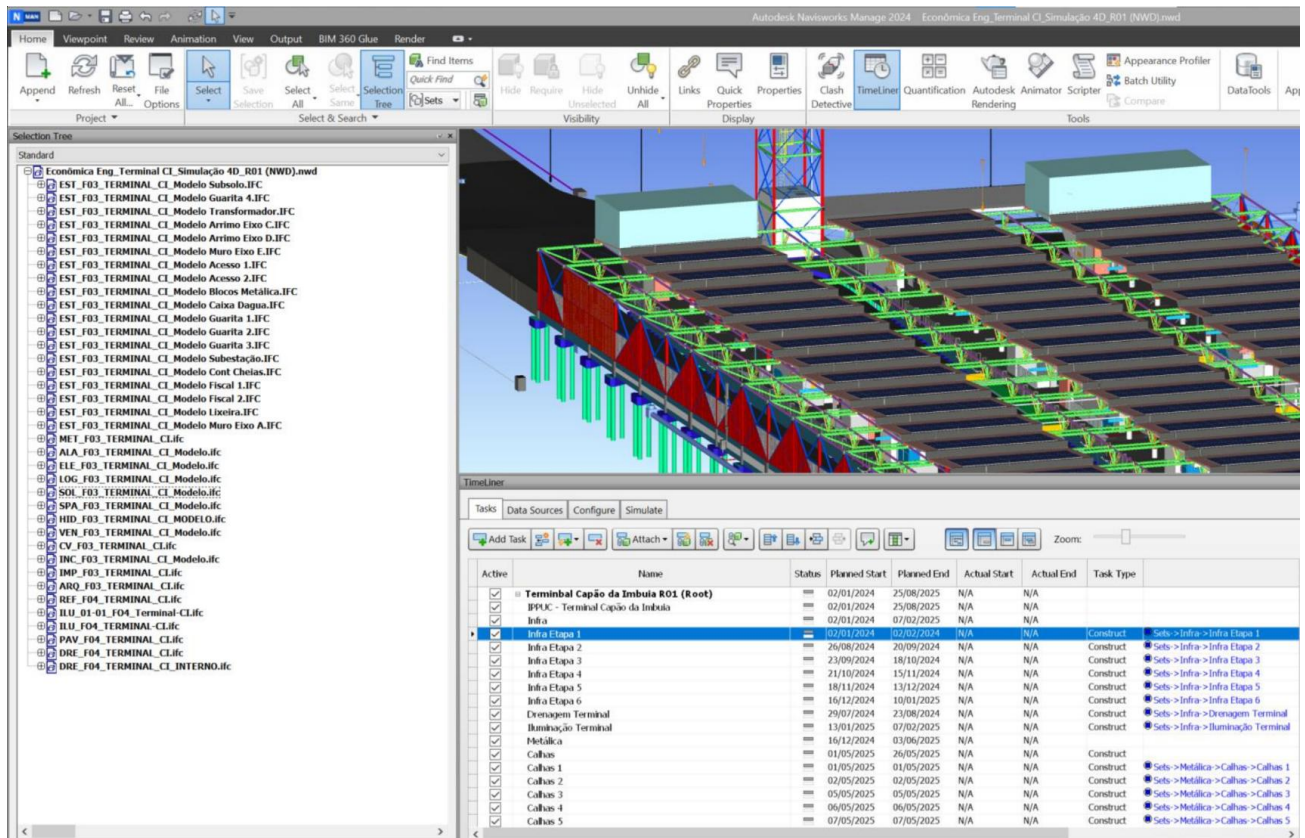 N MAN
Autodesk Navisworks Manage 2024 Econômica Eng_Terminal CI_Simulação 4D_R01 (NWD).nwd
Home Viewpoint Review Animation View Output BIM 360 Glue Render
Append Refresh Reset All... File Options
Project
Select Save Selection Select All Select Same Selection Tree
Find Items
Quick Find
Sets
Select & Search
Hide Require Hide Unselected Unhide All
Visibility
Links Quick Properties Properties
Display
Clash Detective TimeLiner Quantification Autodesk Rendering Animator Scripter
Appearance Profiler
Batch Utility
Compare
Tools
DataTools
Selection Tree
Standard
Econômica Eng_Terminal CI_Simulação 4D_R01 (NWD).nwd
EST_F03_TERMINAL_CI_Modelo Subsolo.IFC
EST_F03_TERMINAL_CI_Modelo Guarita 4.IFC
EST_F03_TERMINAL_CI_Modelo Transformador.IFC
EST_F03_TERMINAL_CI_Modelo Arrimo Eixo C.IFC
EST_F03_TERMINAL_CI_Modelo Arrimo Eixo D.IFC
EST_F03_TERMINAL_CI_Modelo Muro Eixo E.IFC
EST_F03_TERMINAL_CI_Modelo Acesso 1.IFC
EST_F03_TERMINAL_CI_Modelo Acesso 2.IFC
EST_F03_TERMINAL_CI_Modelo Blocos Metálica.IFC
EST_F03_TERMINAL_CI_Modelo Caixa Dagua.IFC
EST_F03_TERMINAL_CI_Modelo Guarita 1.IFC
EST_F03_TERMINAL_CI_Modelo Guarita 2.IFC
EST_F03_TERMINAL_CI_Modelo Guarita 3.IFC
EST_F03_TERMINAL_CI_Modelo Subestação.IFC
EST_F03_TERMINAL_CI_Modelo Cont Cheias.IFC
EST_F03_TERMINAL_CI_Modelo Fiscal 1.IFC
EST_F03_TERMINAL_CI_Modelo Fiscal 2.IFC
EST_F03_TERMINAL_CI_Modelo Lixeira.IFC
EST_F03_TERMINAL_CI_Modelo Muro Eixo A.IFC
MET_F03_TERMINAL_CI.ifc
ALA_F03_TERMINAL_CI_Modelo.ifc
ELE_F03_TERMINAL_CI_Modelo.ifc
LOG_F03_TERMINAL_CI_Modelo.ifc
SOL_F03_TERMINAL_CI_Modelo.ifc
SPA_F03_TERMINAL_CI_Modelo.ifc
HID_F03_TERMINAL_CI_MODELO.ifc
VEN_F03_TERMINAL_CI_Modelo.ifc
CV_F03_TERMINAL_CI.ifc
INC_F03_TERMINAL_CI_Modelo.ifc
IMP_F03_TERMINAL_CI.ifc
ARQ_F03_TERMINAL_CI.ifc
REF_F04_TERMINAL_CI.ifc
ILU_01-01_FO4_Terminal-CI.ifc
ILU_FO4_TERMINAL-CI.ifc
PAV_F04_TERMINAL_CI.ifc
DRE_F04_TERMINAL_CI.ifc
DRE_F04_TERMINAL_CI_INTERNO.ifc
TimeLiner
Tasks Data Sources Configure Simulate
Add Task Attach Zoom:
Active Name Status Planned Start Planned End Actual Start Actual End Task Type
Terminbal Capão da Imbuia R01 (Root) 02/01/2024 25/08/2025 N/A N/A
IPPUC - Terminal Capão da Imbuia 02/01/2024 25/08/2025 N/A N/A
Infra 02/01/2024 07/02/2025 N/A N/A
Infra Etapa 1 02/01/2024 02/02/2024 N/A N/A Construct Sets->Infra->Infra Etapa 1
Infra Etapa 2 26/08/2024 20/09/2024 N/A N/A Construct Sets->Infra->Infra Etapa 2
Infra Etapa 3 23/09/2024 18/10/2024 N/A N/A Construct Sets->Infra->Infra Etapa 3
Infra Etapa 4 21/10/2024 15/11/2024 N/A N/A Construct Sets->Infra->Infra Etapa 4
Infra Etapa 5 18/11/2024 13/12/2024 N/A N/A Construct Sets->Infra->Infra Etapa 5
Infra Etapa 6 16/12/2024 10/01/2025 N/A N/A Construct Sets->Infra->Infra Etapa 6
Drenagem Terminal 29/07/2024 23/08/2024 N/A N/A Construct Sets->Infra->Drenagem Terminal
Iluminação Terminal 13/01/2025 07/02/2025 N/A N/A Construct Sets->Infra->Iluminação Terminal
Metálica 16/12/2024 03/06/2025 N/A N/A
Calhas 01/05/2025 26/05/2025 N/A N/A Construct
Calhas 1 01/05/2025 01/05/2025 N/A N/A Construct Sets->Metálica->Calhas->Calhas 1
Calhas 2 02/05/2025 02/05/2025 N/A N/A Construct Sets->Metálica->Calhas->Calhas 2
Calhas 3 05/05/2025 05/05/2025 N/A N/A Construct Sets->Metálica->Calhas->Calhas 3
Calhas 4 06/05/2025 06/05/2025 N/A N/A Construct Sets->Metálica->Calhas->Calhas 4
Calhas 5 07/05/2025 07/05/2025 N/A N/A Construct Sets->Metálica->Calhas->Calhas 5